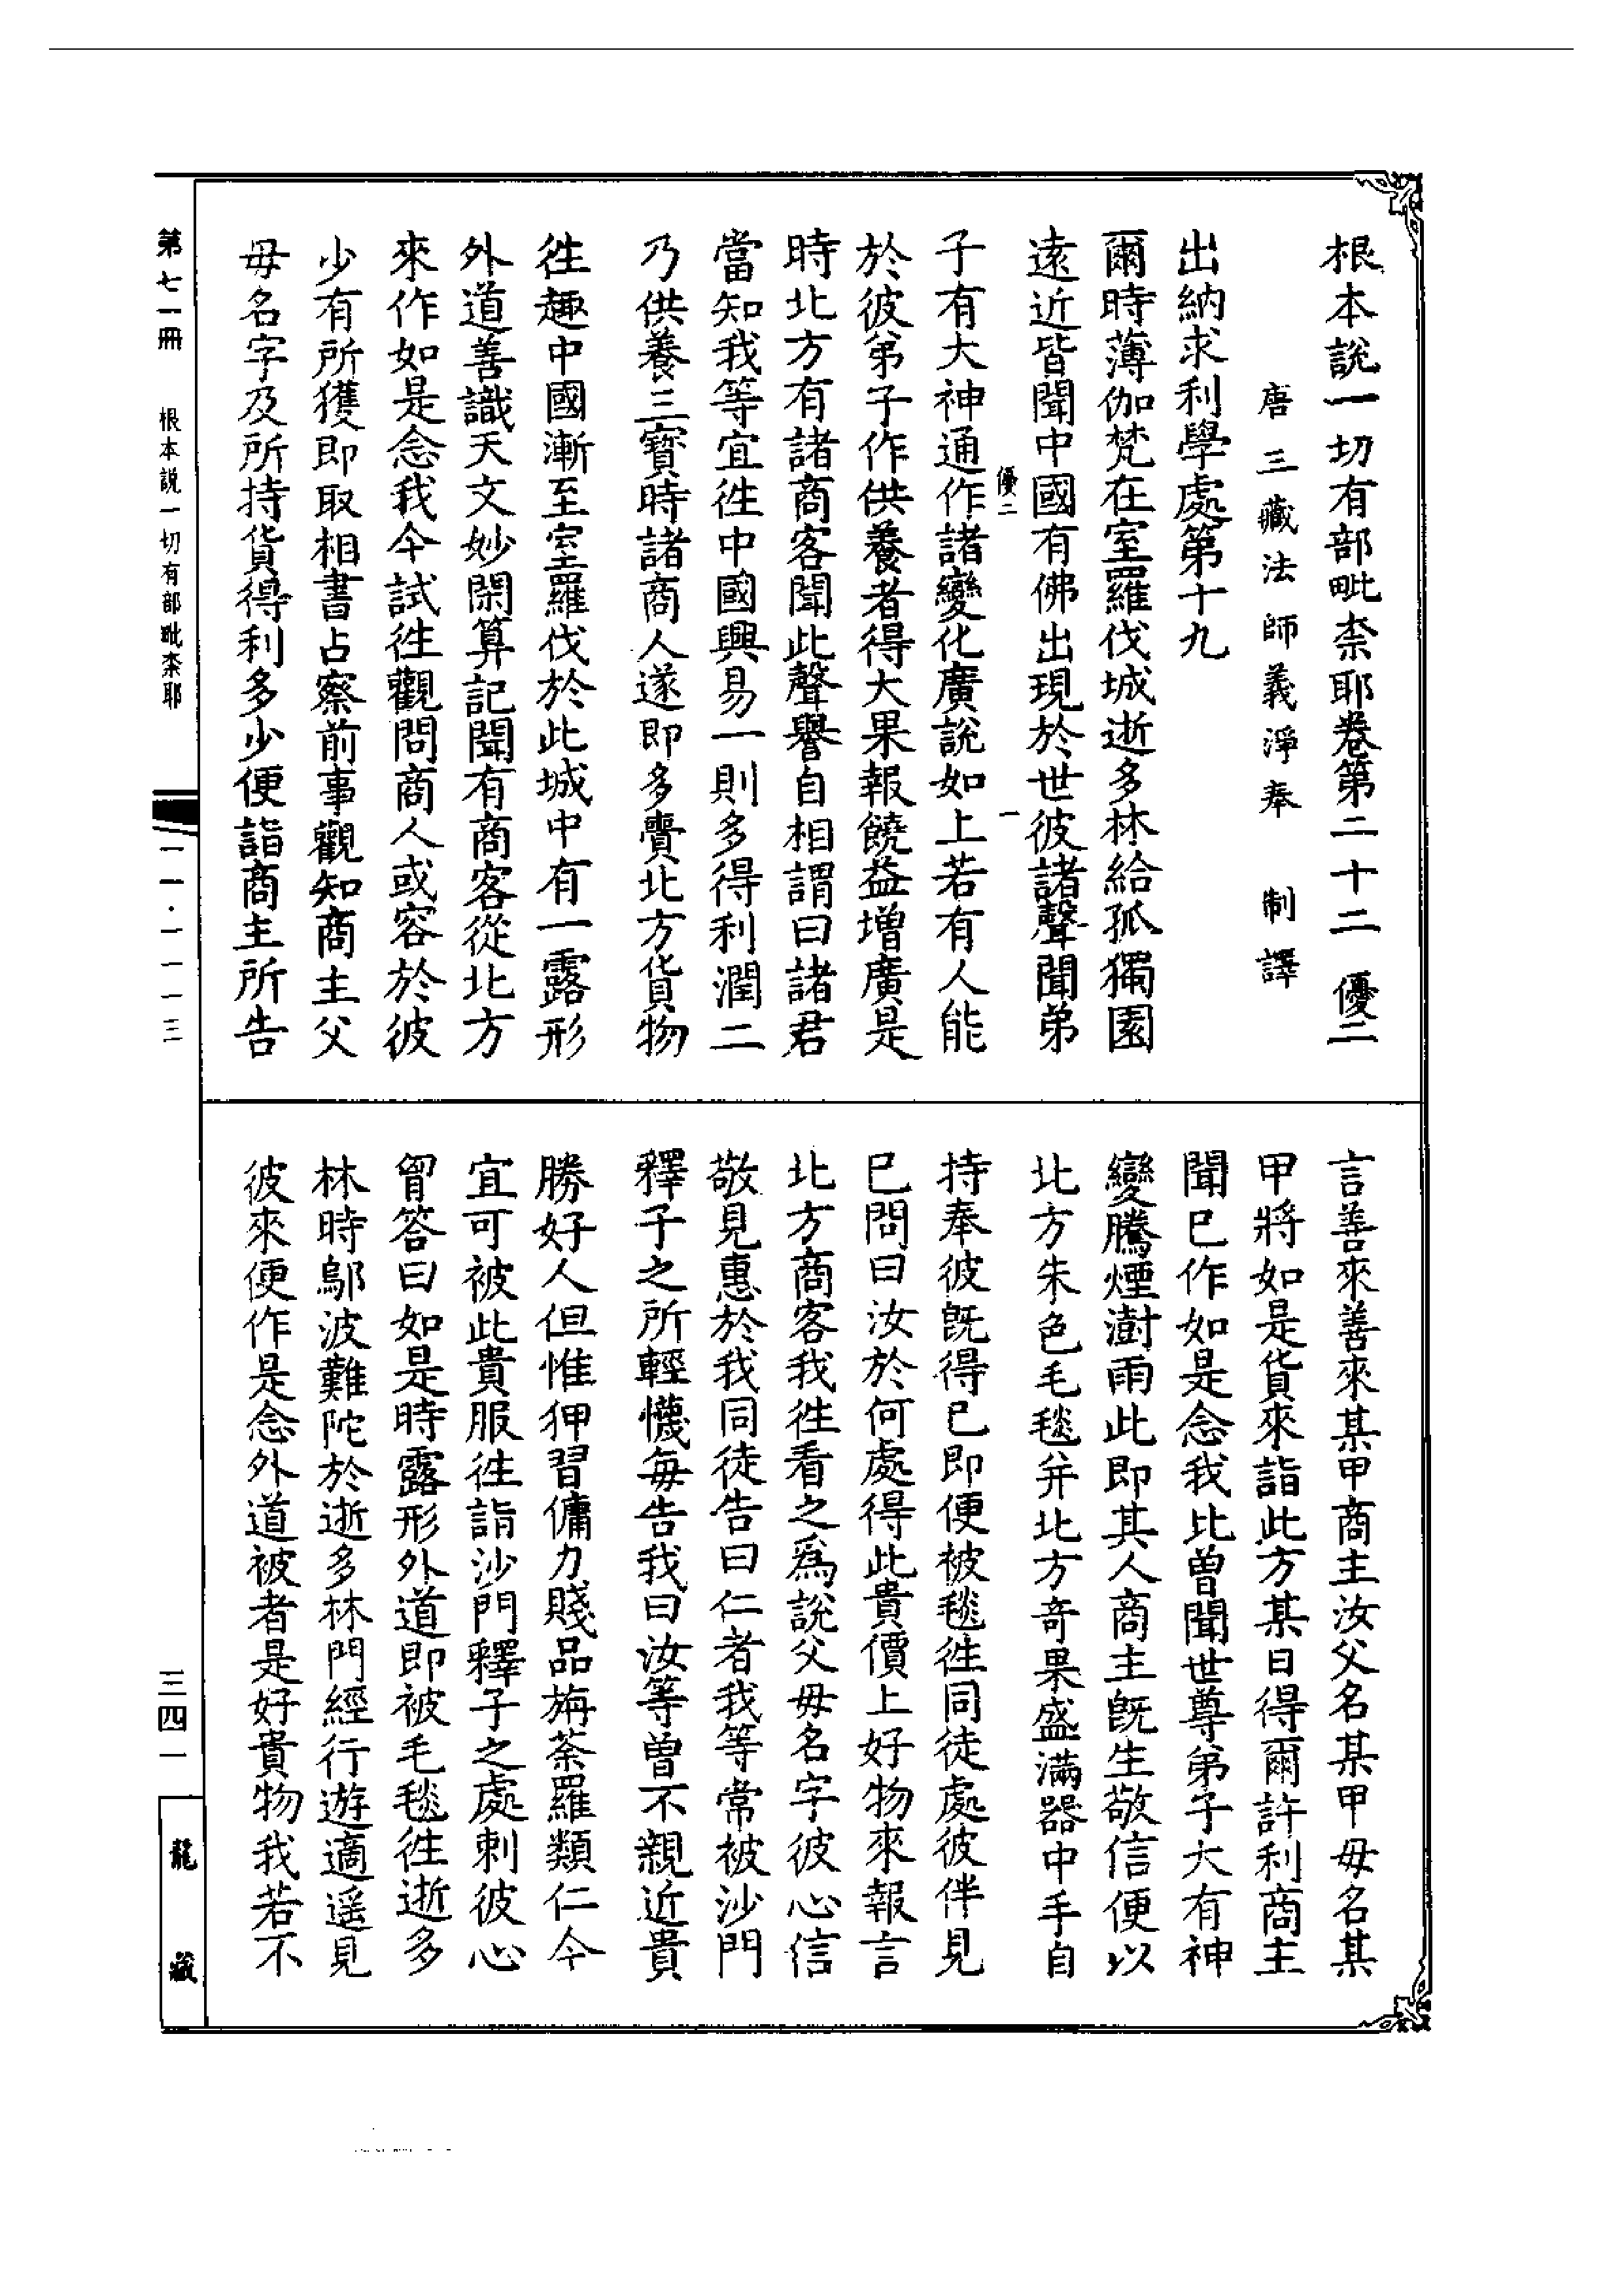 根本說一切有部毗柰耶卷第二十二　優二
唐三藏法師義淨奉　制譯
出納求利學處第十九
爾時薄伽梵在室羅伐城逝多林給孤獨園
遠近皆聞中國有佛出現於世彼諸聲聞弟
優二　一
子有大神通作諸變化廣說如上若有人能
於彼弟子作供養者得大果報饒益增廣是
時北方有諸商客聞此聲譽自相謂曰諸君
當知我等宜徃中國興易一則多得利潤二
乃供養三寶時諸商人遂即多賷北方貨物
徃趣中國漸至室羅伐於此城中有一露形
外道善識天文妙閑算記聞有商客從北方
來作如是念我今試徃觀問商人或容於彼
少有所獲即取相書占察前事觀知商主父
母名字及所持貨得利多少便詣商主所告
言善來善來某甲商主汝父名某甲母名某
甲將如是貨來詣此方某日得爾許利商主
聞已作如是念我比曾聞世尊弟子大有神
變騰煙澍雨此即其人商主既生敬信便以
北方朱色毛毯并北方奇果盛滿器中手自
持奉彼既得已即便被毯徃同徒處彼伴見
已問曰汝於何處得此貴價上好物來報言
北方商客我徃看之為說父母名字彼心信
敬見惠於我同徒告曰仁者我等常被沙門
釋子之所輕懱每告我曰汝等曾不親近貴
勝好人但惟狎習傭力賤品旃荼羅類仁今
宜可被此貴服徃詣沙門釋子之處刺彼心
胷答曰如是時露形外道即被毛毯徃逝多
林時鄔波難陀於逝多林門經行遊適遥見
彼來便作是念外道被者是好貴物我若不
第七一冊　根本說一切有部毗柰耶
一一·一一一三
三四一
龍藏